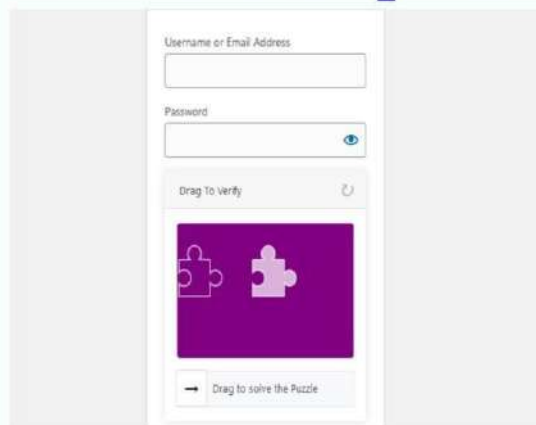 Username or Email Address
Password
Drag To Verify
Drag to solve the Puzzle